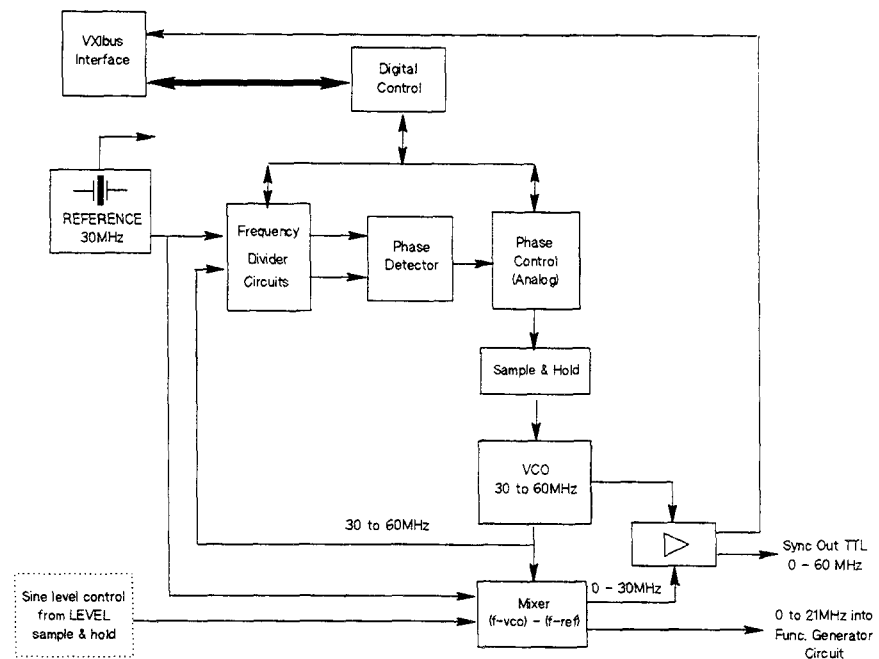 VXIbus
Interface
Digital
Control
REFERENCE
30MHz
Frequency
Divider
Circuits
Phase
Detector
Phase
Control
(Analog)
Sample & Hold
VCO
30 to 60MHz
30 to 60MHz
Sync Out TTL
0 - 60 MHz
Sine level control
from LEVEL
sample & hold
Mixer
(f-vco) - (f-ref)
0 - 30MHz
0 to 21MHz into
Func. Generator
Circuit